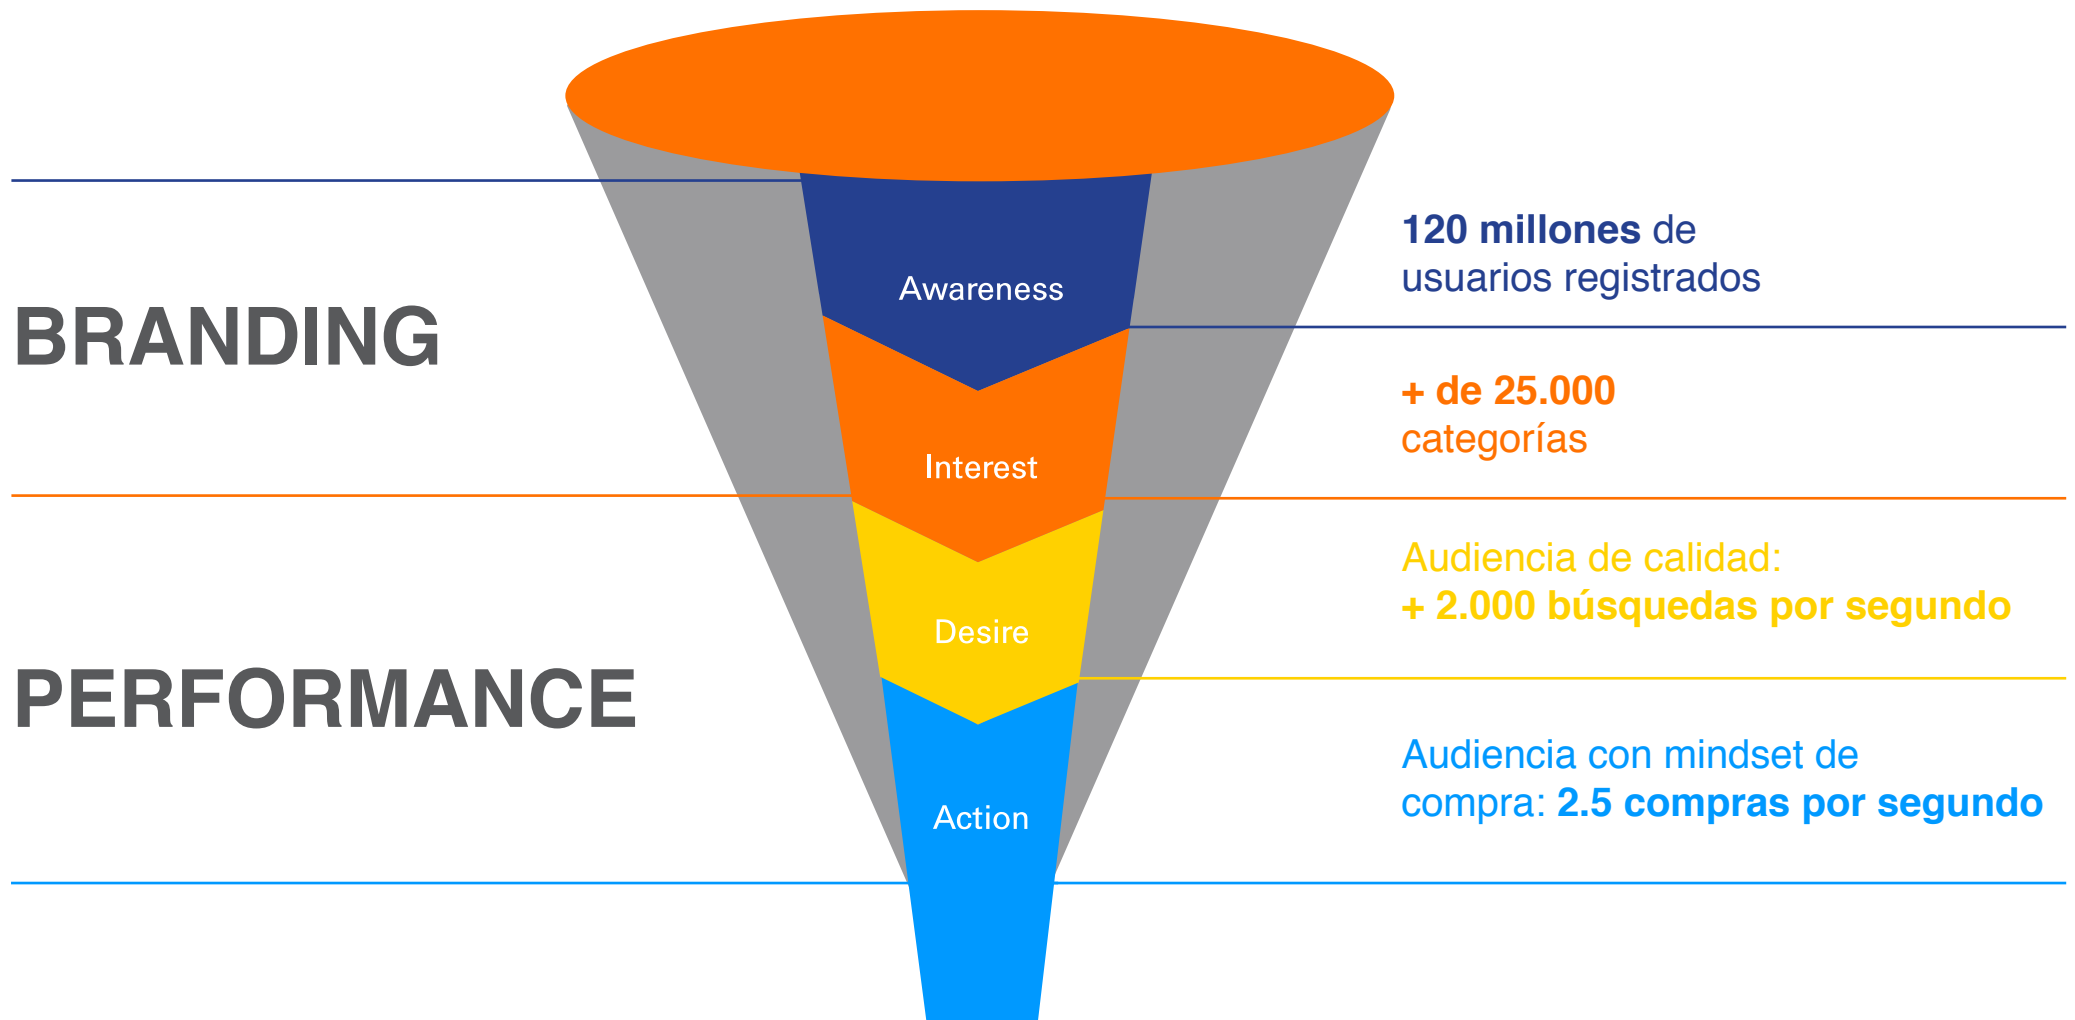 BRANDING
PERFORMANCE
Awareness
Interest
Desire
Action
120 millones de
usuarios registrados
+ de 25.000
categorías
Audiencia de calidad:
+ 2.000 búsquedas por segundo
Audiencia con mindset de
compra: 2.5 compras por segundo